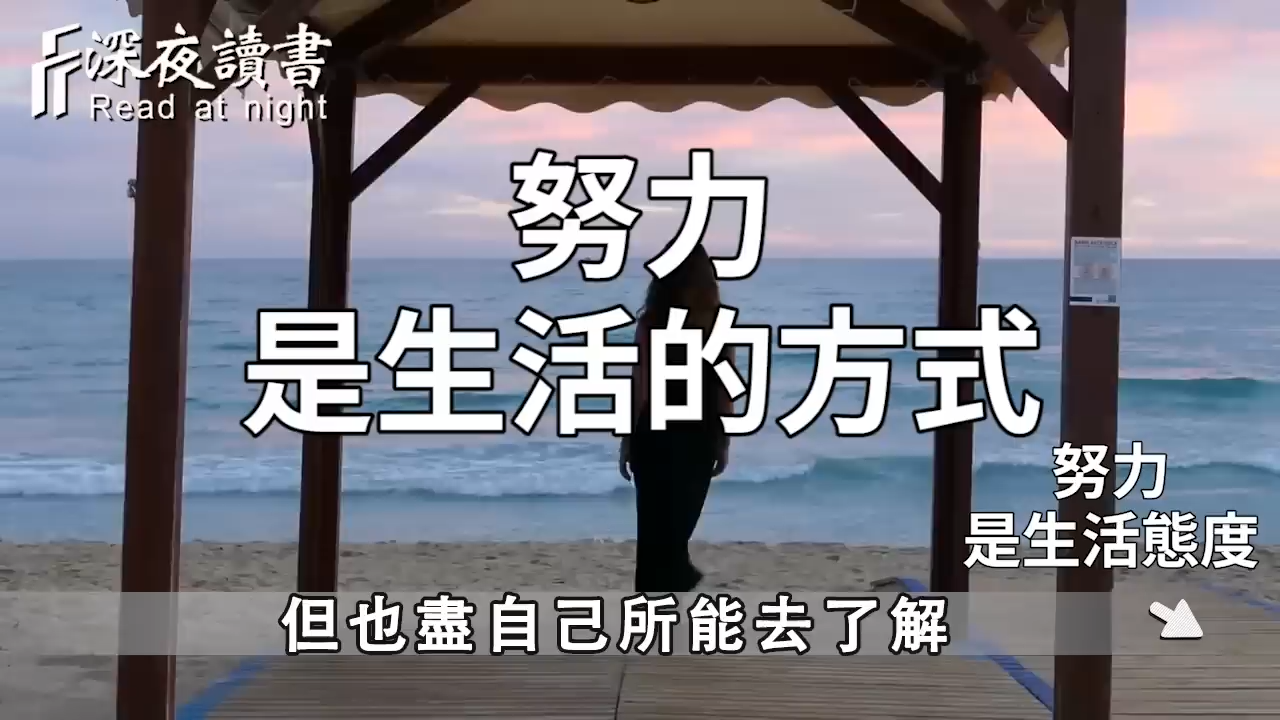 深夜讀書
Read at night
努力
是生活的方式
努力
是生活態度
但也盡自己所能去了解